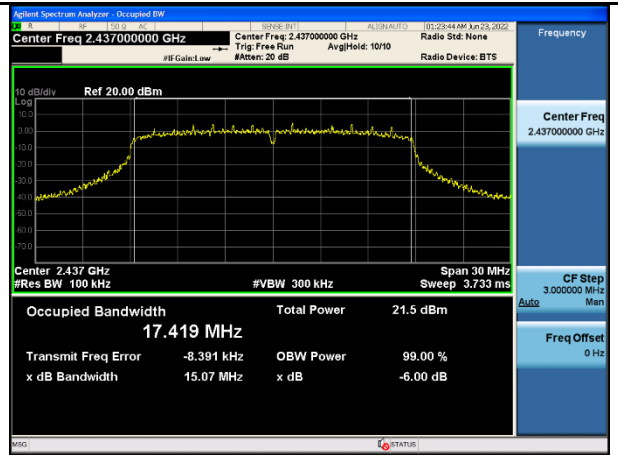 Agilent Spectrum Analyzer - Occupied BW
R RF 50 Ω AC SENSE:INT ALIGN AUTO 01:23:44 AM Jun 23, 2022
Center Freq 2.437000000 GHz Center Freq: 2.437000000 GHz Radio Std: None
Trig: Free Run Avg|Hold: 10/10
#IFGain:Low #Atten: 20 dB Radio Device: BTS
Frequency
10 dB/div Ref 20.00 dBm
Log
10.0
0.00
-10.0
-20.0
-30.0
-40.0
-50.0
-60.0
-70.0
Center 2.437 GHz Span 30 MHz
#Res BW 100 kHz #VBW 300 kHz Sweep 3.733 ms
Occupied Bandwidth Total Power 21.5 dBm
17.419 MHz
Transmit Freq Error -8.391 kHz OBW Power 99.00 %
x dB Bandwidth 15.07 MHz x dB -6.00 dB
Center Freq
2.437000000 GHz
CF Step
3.000000 MHz
Auto Man
Freq Offset
0 Hz
MSG STATUS